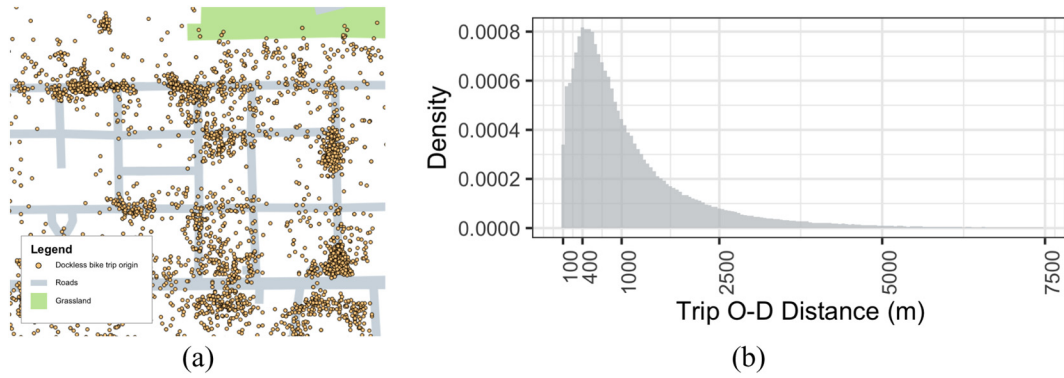 Legend
Dockless bike trip origin
Roads
Grassland
(a)
Density
0.0008
0.0006
0.0004
0.0002
0.0000
100
400
1000
2500
5000
75000
Trip O-D Distance (m)
(b)